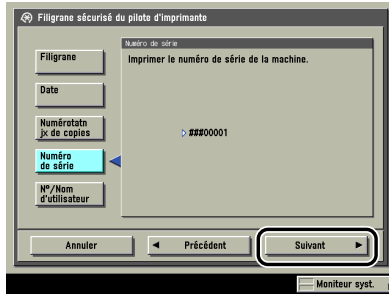 Filigrane sécurisé du pilote d'imprimante
Numéro de série
Imprimer le numéro de série de la machine.
Filigrane
Date
Numérotatn
jx de copies
###00001
Numéro
de série
Nº/Nom
d'utilisateur
Annuler
Précédent
Suivant
Moniteur syst.